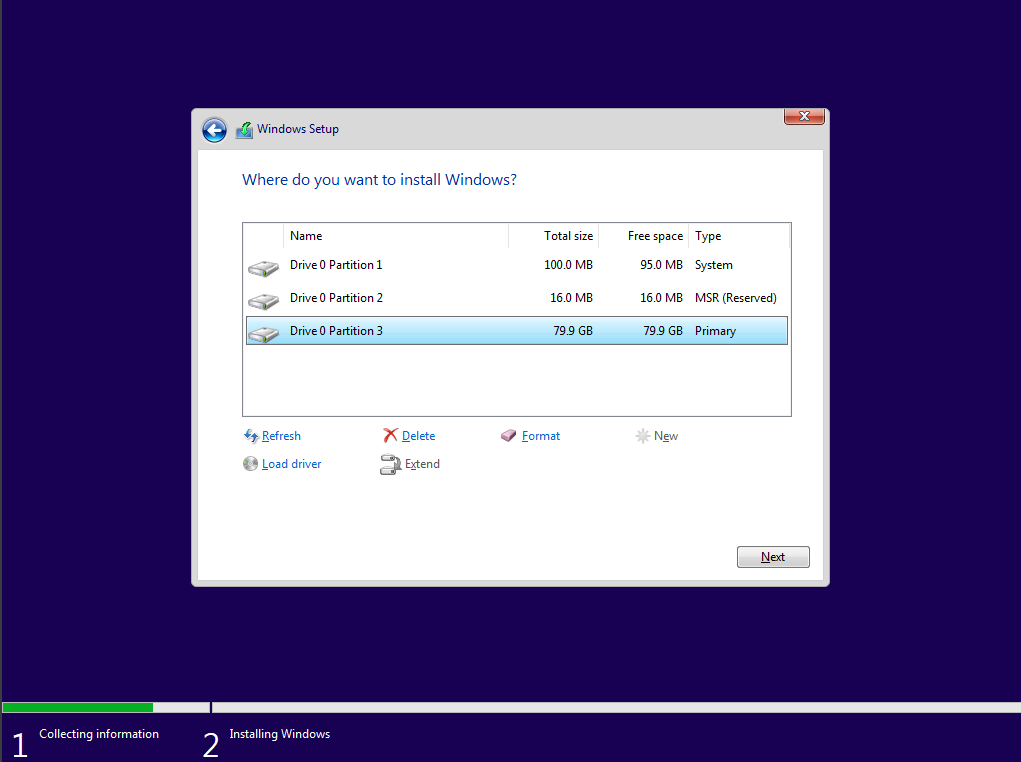 Windows Setup
Where do you want to install Windows?
Name Total size Free space Type
Drive 0 Partition 1 100.0 MB 95.0 MB System
Drive 0 Partition 2 16.0 MB 16.0 MB MSR (Reserved)
Drive 0 Partition 3 79.9 GB 79.9 GB Primary
Refresh Delete Format New
Load driver Extend
Next
1 Collecting information 2 Installing Windows